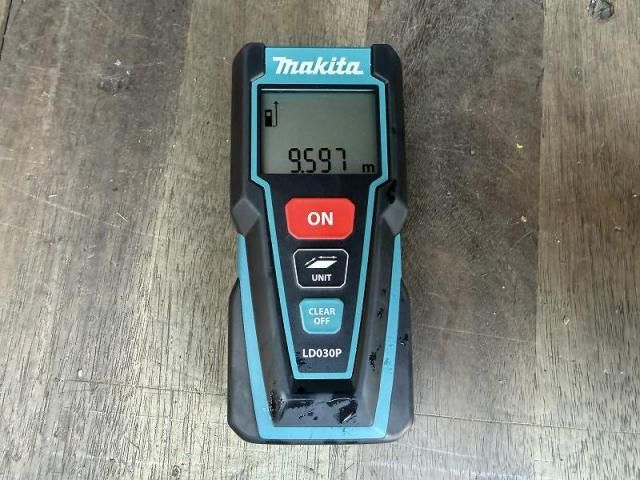 makita
9.597 m
ON
UNIT
CLEAR
OFF
LD030P